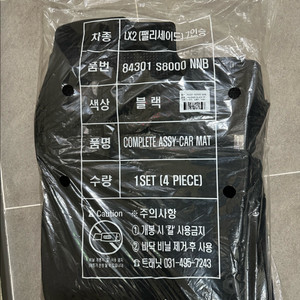 차종 LX2 (팰리세이드) 7인승
품번 84301 S8000 NNB
색상 블 랙
품명 COMPLETE ASSY-CAR MAT
수량 1SET (4 PIECE)
Caution ※주의사항
① 개봉 시 '칼' 사용금지
② 바닥 비닐 제거 후 사용
☎ 트래닛 031-495-7243